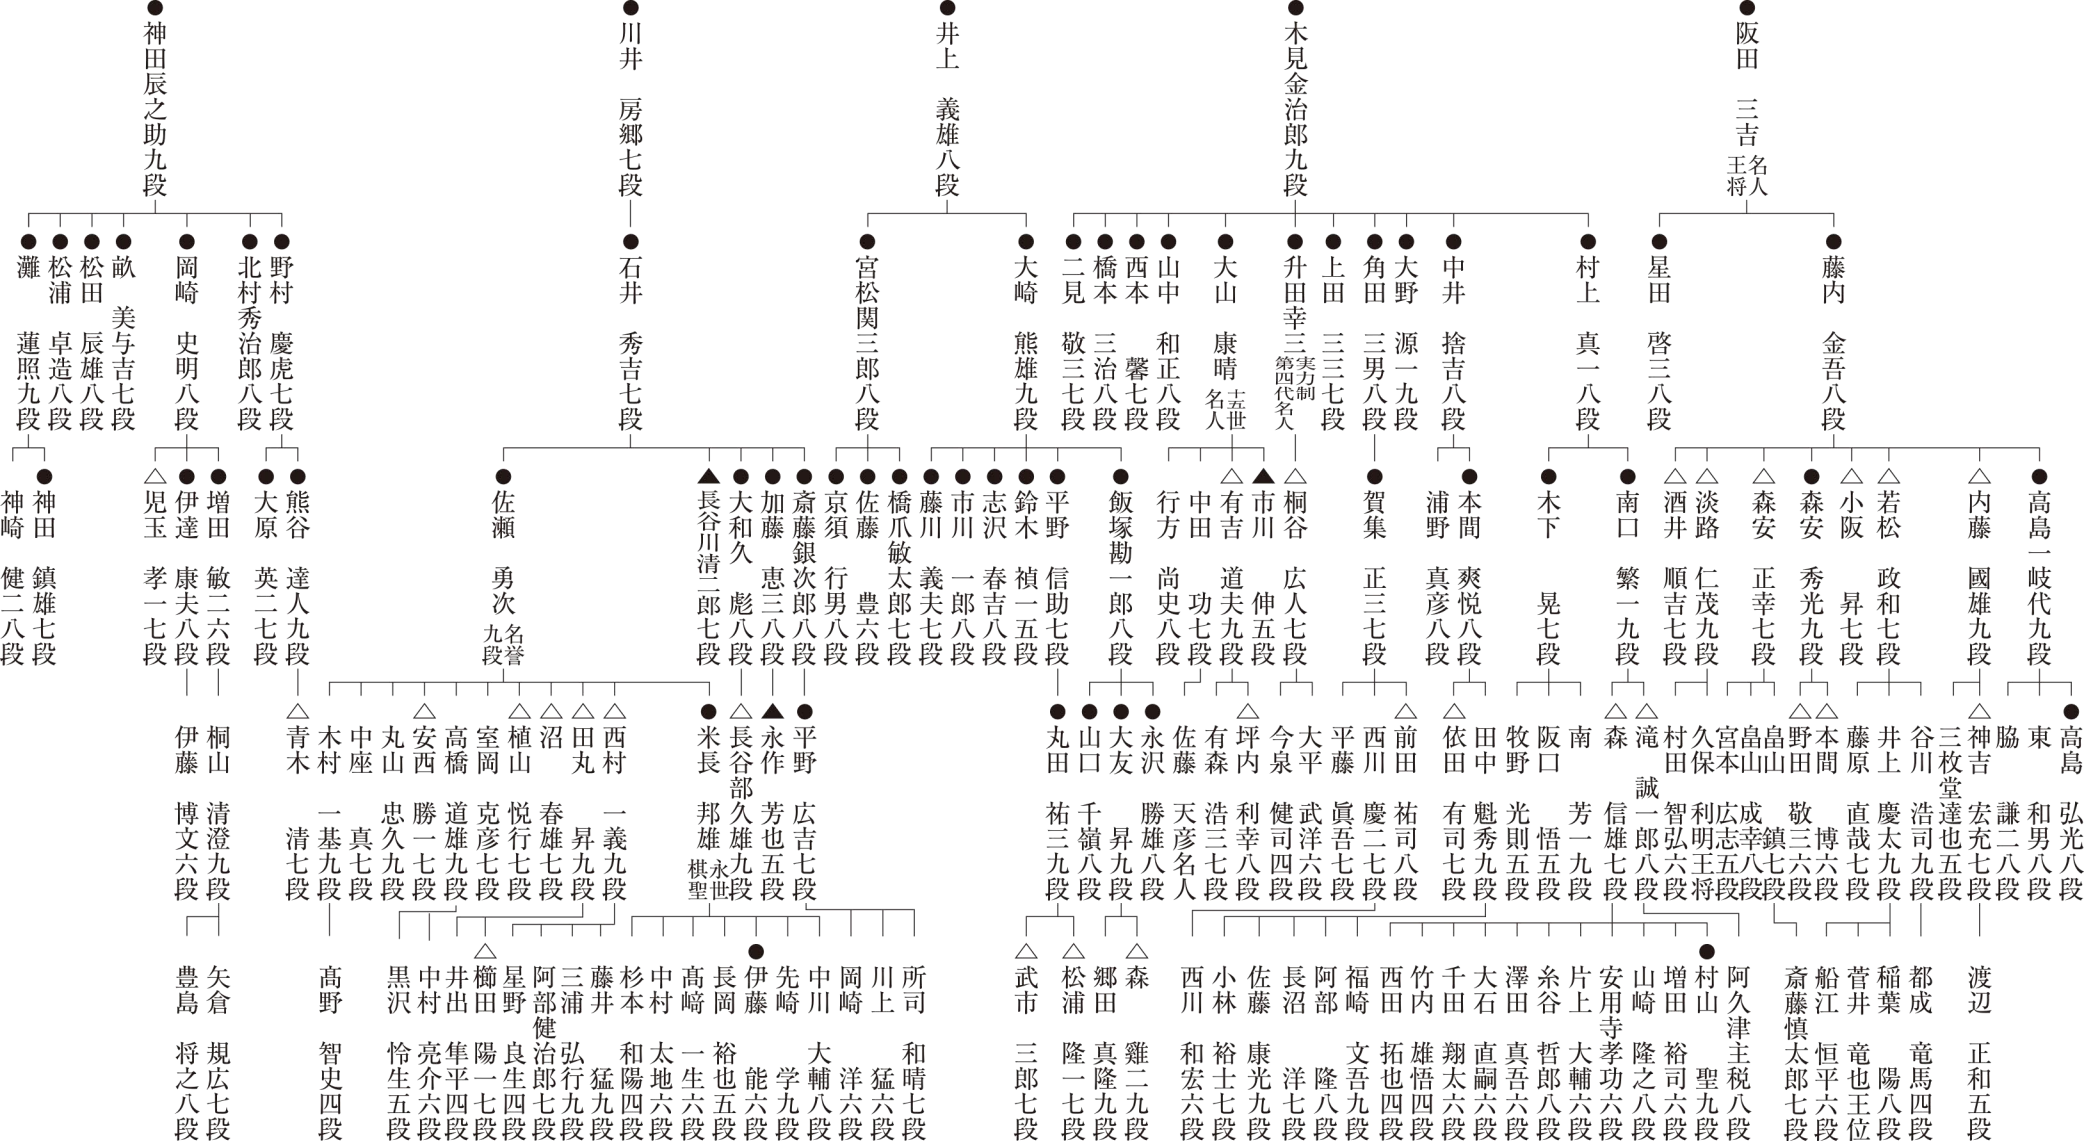 阪田　三吉名人王将
木見金治郎九段
井上　義雄八段
川井　房郷七段
神田辰之助九段
藤内　金吾八段
星田　啓三八段
村上　真一八段
中井　捨吉八段
大野　源一九段
角田　三男八段
上田　三三七段
升田幸三実力制第四代名人
大山　康晴十五世名人
山中　和正八段
西本　馨七段
橋本　三治八段
二見　敬三七段
大崎　熊雄九段
宮松関三郎八段
石井　秀吉七段
野村　慶虎七段
北村秀治郎八段
岡崎　史明八段
畝　美与吉七段
松田　辰雄八段
松浦　卓造八段
灘　蓮照九段
高島一岐代九段
内藤　國雄九段
若松　政和七段
小阪　昇七段
森安　秀光九段
森安　正幸七段
淡路　仁茂九段
酒井　順吉七段
南口　繁一九段
木下　晃七段
本間　爽悦八段
浦野　真彦八段
賀集　正三七段
桐谷　広人七段
市川　伸五段
有吉　道夫九段
中田　功七段
行方　尚史八段
飯塚勘一郎八段
平野　信助七段
鈴木　禎一五段
志沢　春吉八段
市川　一郎八段
藤川　義夫七段
橋爪敏太郎七段
佐藤　豊六段
京須　行男八段
斎藤銀次郎八段
加藤　恵三八段
大和久　彪八段
長谷川清二郎七段
佐瀬　勇次名誉九段
熊谷　達人九段
大原　英二七段
増田　敏二六段
伊達　康夫八段
児玉　孝一七段
神田　鎮雄七段
神崎　健二八段
高島　弘光八段
東　和男八段
脇　謙二八段
神吉　宏充七段
三枚堂達也五段
谷川　浩司九段
井上　慶太九段
藤原　直哉七段
本間　博六段
野田　敬三六段
畠山　鎮七段
畠山　成幸八段
宮本　広志五段
久保　利明王将
村田　智弘六段
滝　誠一郎八段
森　信雄七段
南　芳一九段
阪口　悟五段
牧野　光則五段
田中　魁秀九段
依田　有司七段
前田　祐司八段
西川　慶二七段
平藤　眞吾七段
大平　武洋六段
今泉　健司四段
坪内　利幸八段
有森　浩三七段
佐藤　天彦名人
永沢　勝雄八段
大友　昇九段
山口　千嶺八段
丸田　祐三九段
平野　広吉七段
永作　芳也五段
長谷部久雄九段
米長　邦雄永世棋聖
西村　一義九段
田丸　昇九段
沼　春雄七段
植山　悦行七段
室岡　克彦七段
高橋　道雄九段
安西　勝一七段
丸山　忠久九段
中座　真七段
木村　一基九段
青木　清七段
桐山　清澄九段
伊藤　博文六段
渡辺　正和五段
都成　竜馬四段
稲葉　陽八段
菅井　竜也王位
船江　恒平六段
斎藤慎太郎七段
阿久津主税八段
村山　聖九段
増田　裕司六段
山崎　隆之八段
安用寺孝功六段
片上　大輔六段
糸谷　哲郎八段
澤田　真吾六段
大石　直嗣六段
千田　翔太六段
竹内　雄悟四段
西田　拓也四段
福崎　文吾九段
阿部　隆八段
長沼　洋七段
佐藤　康光九段
小林　裕士七段
西川　和宏六段
森　雞二九段
郷田　真隆九段
松浦　隆一七段
武市　三郎七段
所司　和晴七段
川上　猛六段
岡崎　洋六段
中川　大輔八段
先崎　学九段
伊藤　能六段
長岡　裕也五段
髙﨑　一生六段
中村　太地六段
杉本　和陽四段
藤井　猛九段
三浦　弘行九段
阿部健治郎七段
星野　良生四段
櫛田　陽一七段
井出　隼平四段
中村　亮介六段
黒沢　怜生五段
髙野　智史四段
矢倉　規広七段
豊島　将之八段